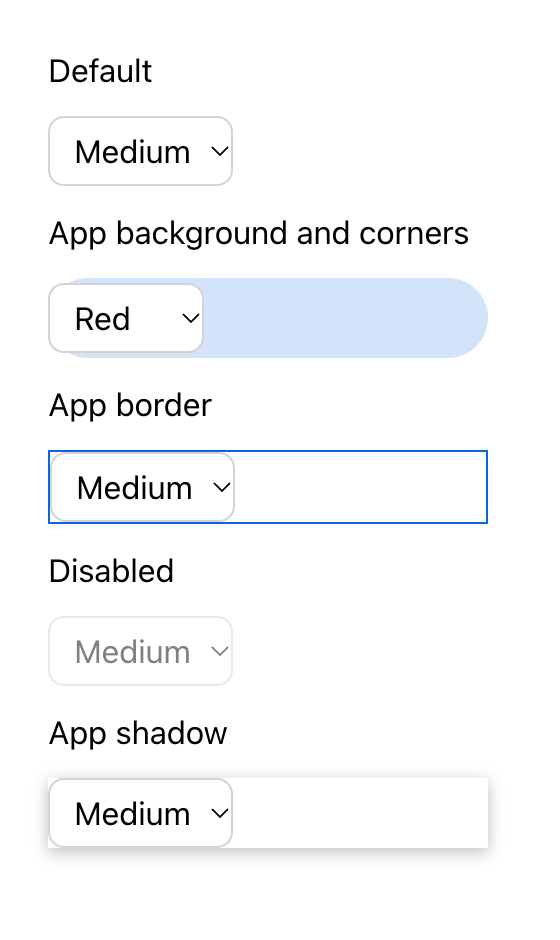 Default
Medium
App background and corners
Red
App border
Medium
Disabled
Medium
App shadow
Medium